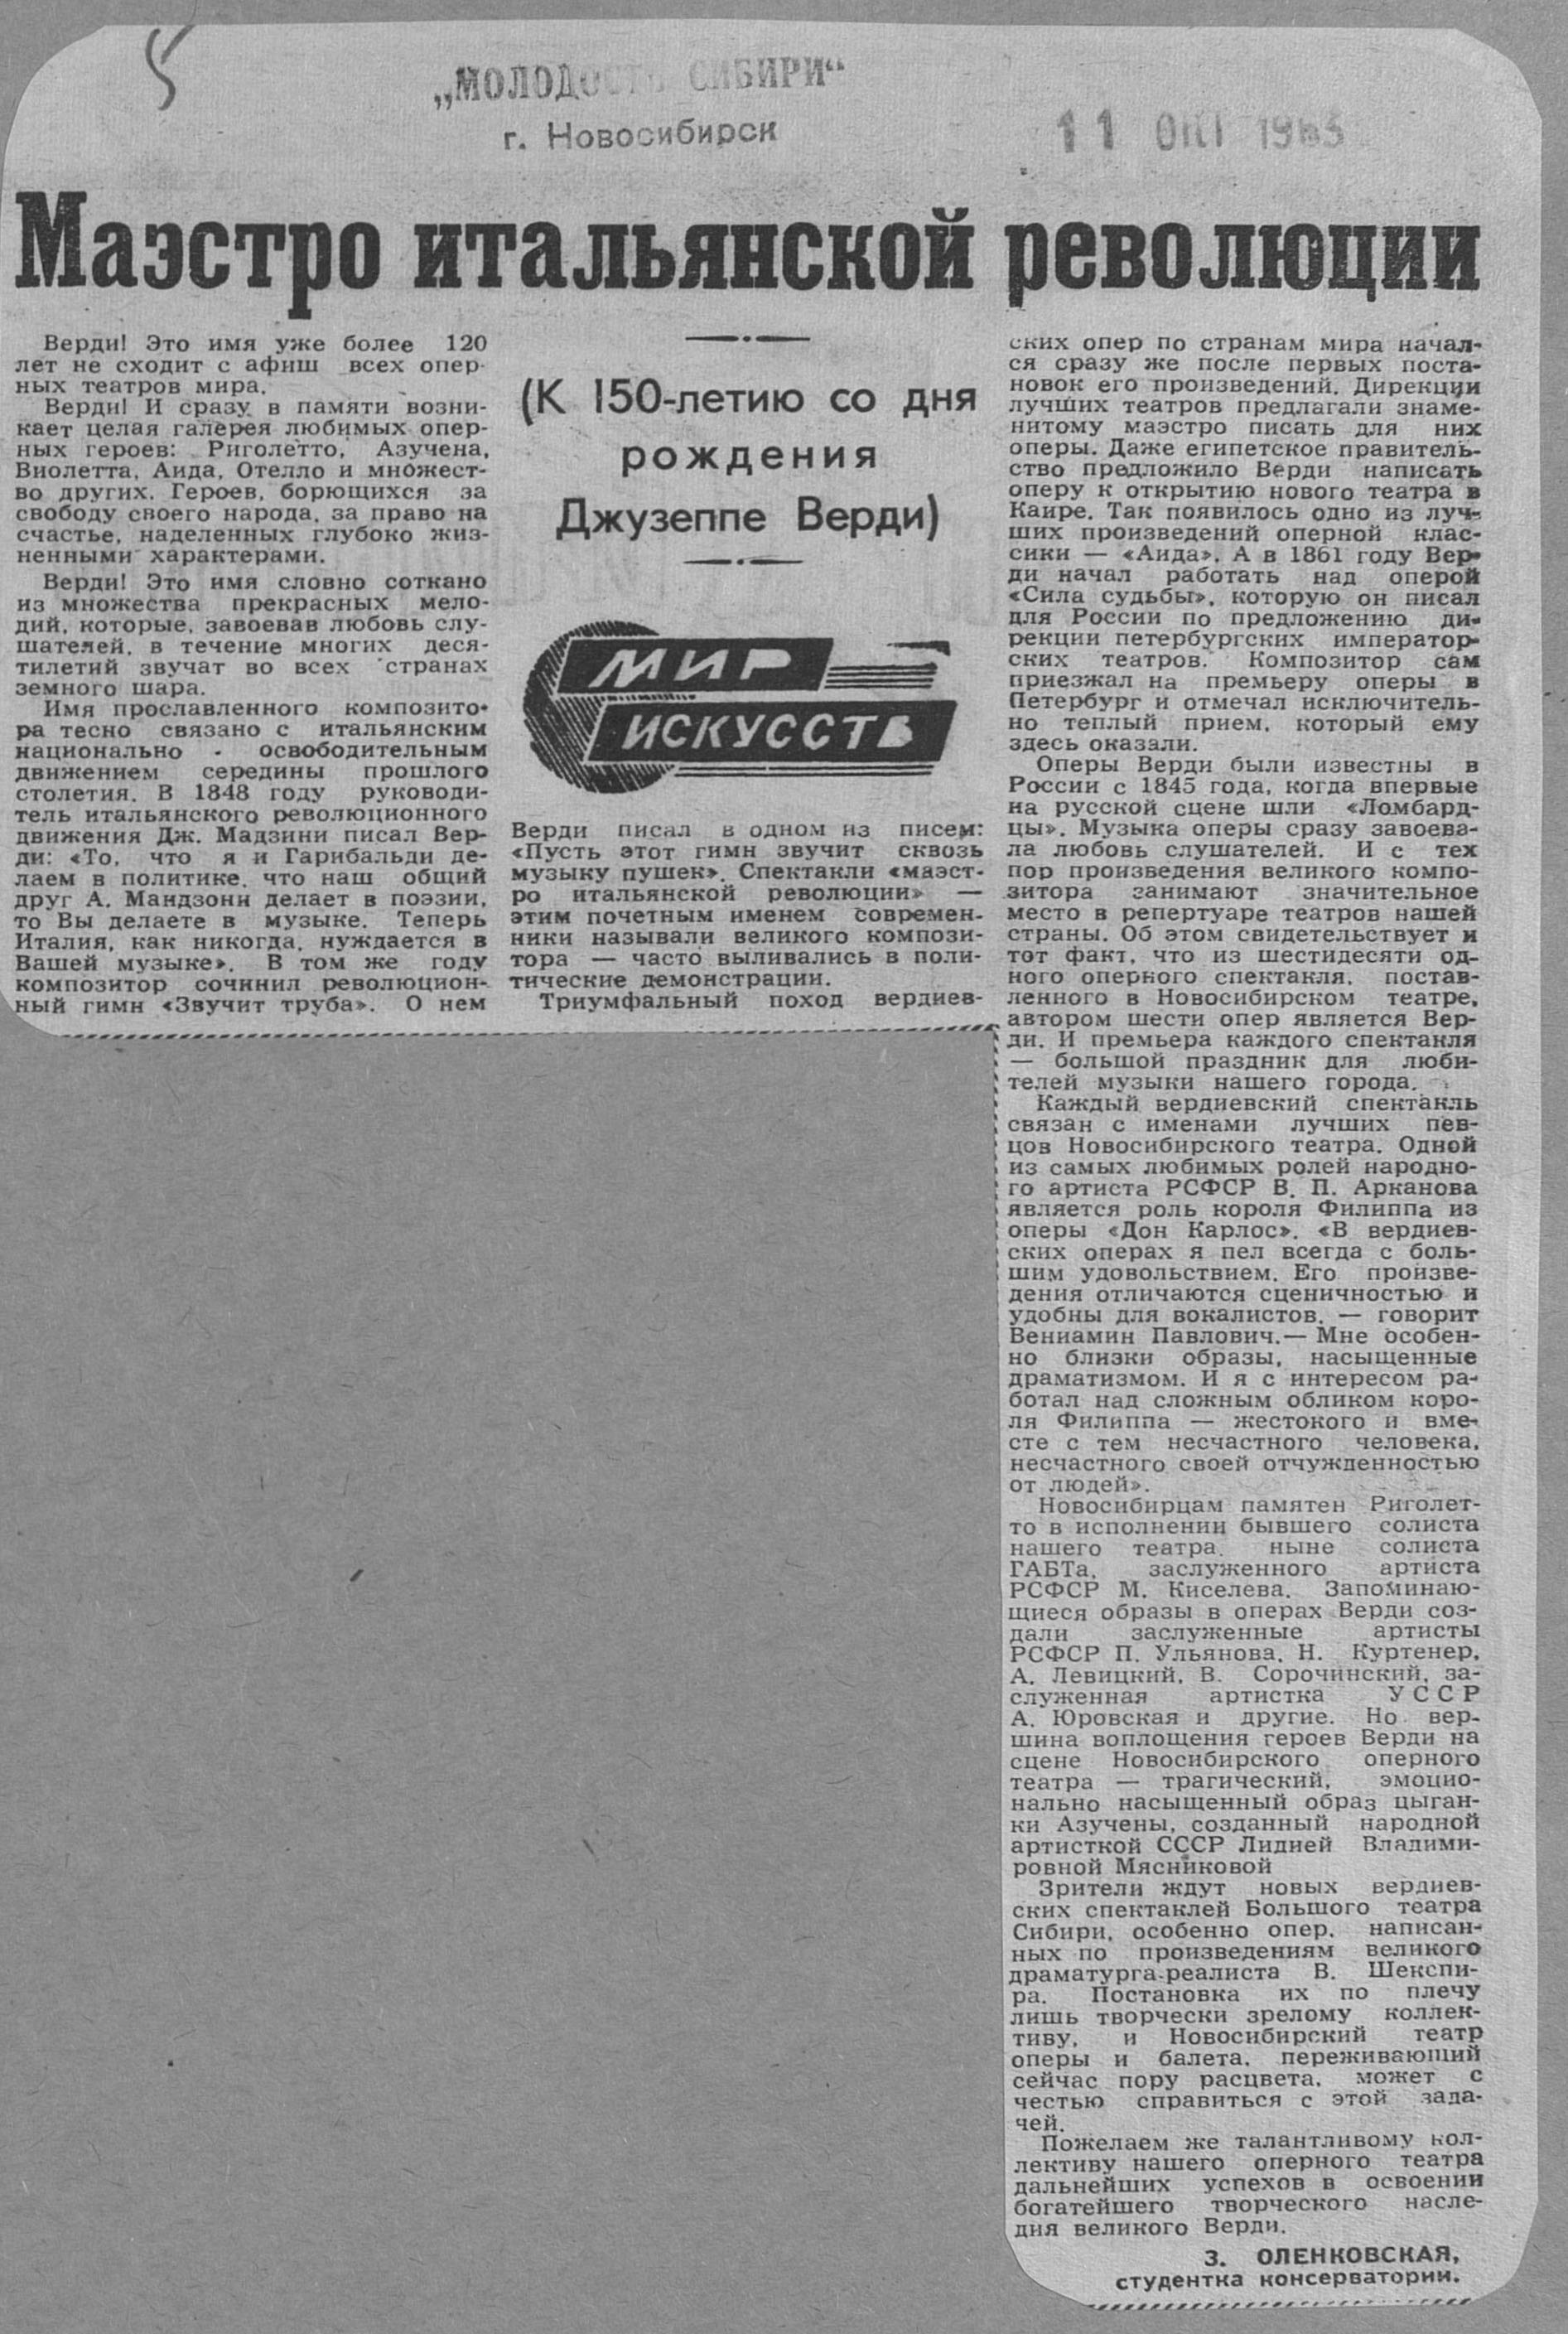 „МОЛОДОСТЬ СИБИРИ“
г. Новосибирск
11 ОКТ 1963
Маэстро итальянской революции
Верди! Это имя уже более 120
лет не сходит с афиш всех опер-
ных театров мира.
Верди! И сразу в памяти возни-
кает целая галерея любимых опер-
ных героев: Риголетто, Азучена,
Виолетта, Аида, Отелло и множест-
во других. Героев, борющихся за
свободу своего народа, за право на
счастье, наделенных глубоко жиз-
ненными характерами.
Верди! Это имя словно соткано
из множества прекрасных мело-
дий, которые, завоевав любовь слу-
шателей, в течение многих деся-
тилетий звучат во всех странах
земного шара.
Имя прославленного композито-
ра тесно связано с итальянским
национально - освободительным
движением середины прошлого
столетия. В 1848 году руководи-
тель итальянского революционного
движения Дж. Мадзини писал Вер-
ди: «То, что я и Гарибальди де-
лаем в политике, что наш общий
друг А. Мандзони делает в поэзии,
то Вы делаете в музыке. Теперь
Италия, как никогда, нуждается в
Вашей музыке». В том же году
композитор сочинил революцион-
ный гимн «Звучит труба». О нем
(К 150-летию со дня
рождения
Джузеппе Верди)
МИР
ИСКУССТВ
Верди писал в одном из писем:
«Пусть этот гимн звучит сквозь
музыку пушек». Спектакли «маэст-
ро итальянской революции» —
этим почетным именем современ-
ники называли великого компози-
тора — часто выливались в поли-
тические демонстрации.
Триумфальный поход вердиев-
ских опер по странам мира начал-
ся сразу же после первых поста-
новок его произведений. Дирекции
лучших театров предлагали знаме-
нитому маэстро писать для них
оперы. Даже египетское правитель-
ство предложило Верди написать
оперу к открытию нового театра в
Каире. Так появилось одно из луч-
ших произведений оперной клас-
сики — «Аида». А в 1861 году Вер-
ди начал работать над оперой
«Сила судьбы», которую он писал
для России по предложению ди-
рекции петербургских император-
ских театров. Композитор сам
приезжал на премьеру оперы в
Петербург и отмечал исключитель-
но теплый прием, который ему
здесь оказали.
Оперы Верди были известны в
России с 1845 года, когда впервые
на русской сцене шли «Ломбард-
цы». Музыка оперы сразу завоева-
ла любовь слушателей. И с тех
пор произведения великого компо-
зитора занимают значительное
место в репертуаре театров нашей
страны. Об этом свидетельствует и
тот факт, что из шестидесяти од-
ного оперного спектакля, постав-
ленного в Новосибирском театре,
автором шести опер является Вер-
ди. И премьера каждого спектакля
— большой праздник для люби-
телей музыки нашего города.
Каждый вердиевский спектакль
связан с именами лучших пев-
цов Новосибирского театра. Одной
из самых любимых ролей народно-
го артиста РСФСР В. П. Арканова
является роль короля Филиппа из
оперы «Дон Карлос». «В вердиев-
ских операх я пел всегда с боль-
шим удовольствием. Его произве-
дения отличаются сценичностью и
удобны для вокалистов, — говорит
Вениамин Павлович.— Мне особен-
но близки образы, насыщенные
драматизмом. И я с интересом ра-
ботал над сложным обликом коро-
ля Филиппа — жестокого и вме-
сте с тем несчастного человека,
несчастного своей отчужденностью
от людей».
Новосибирцам памятен Риголет-
то в исполнении бывшего солиста
нашего театра, ныне солиста
ГАБТа, заслуженного артиста
РСФСР М. Киселева. Запоминаю-
щиеся образы в операх Верди соз-
дали заслуженные артисты
РСФСР П. Ульянова, Н. Куртенер,
А. Левицкий, В. Сорочинский, за-
служенная артистка УССР
А. Юровская и другие. Но вер-
шина воплощения героев Верди на
сцене Новосибирского оперного
театра — трагический, эмоцио-
нально насыщенный образ цыган-
ки Азучены, созданный народной
артисткой СССР Лидией Владими-
ровной Мясниковой
Зрители ждут новых вердиев-
ских спектаклей Большого театра
Сибири, особенно опер, написан-
ных по произведениям великого
драматурга-реалиста В. Шекспи-
ра. Постановка их по плечу
лишь творчески зрелому коллек-
тиву, и Новосибирский театр
оперы и балета, переживающий
сейчас пору расцвета, может с
честью справиться с этой зада-
чей.
Пожелаем же талантливому кол-
лективу нашего оперного театра
дальнейших успехов в освоении
богатейшего творческого насле-
дия великого Верди.
З. ОЛЕНКОВСКАЯ,
студентка консерватории.